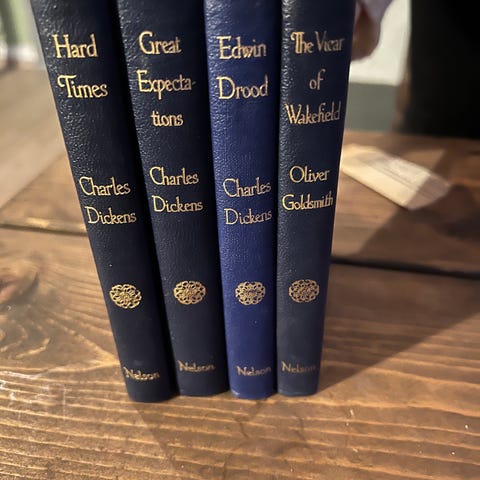 Hard
Times
Charles
Dickens
Nelson
Great
Expecta-
tions
Charles
Dickens
Nelson
Edwin
Drood
Charles
Dickens
Nelson
The Vicar
of
Wakefield
Oliver
Goldsmith
Nelson